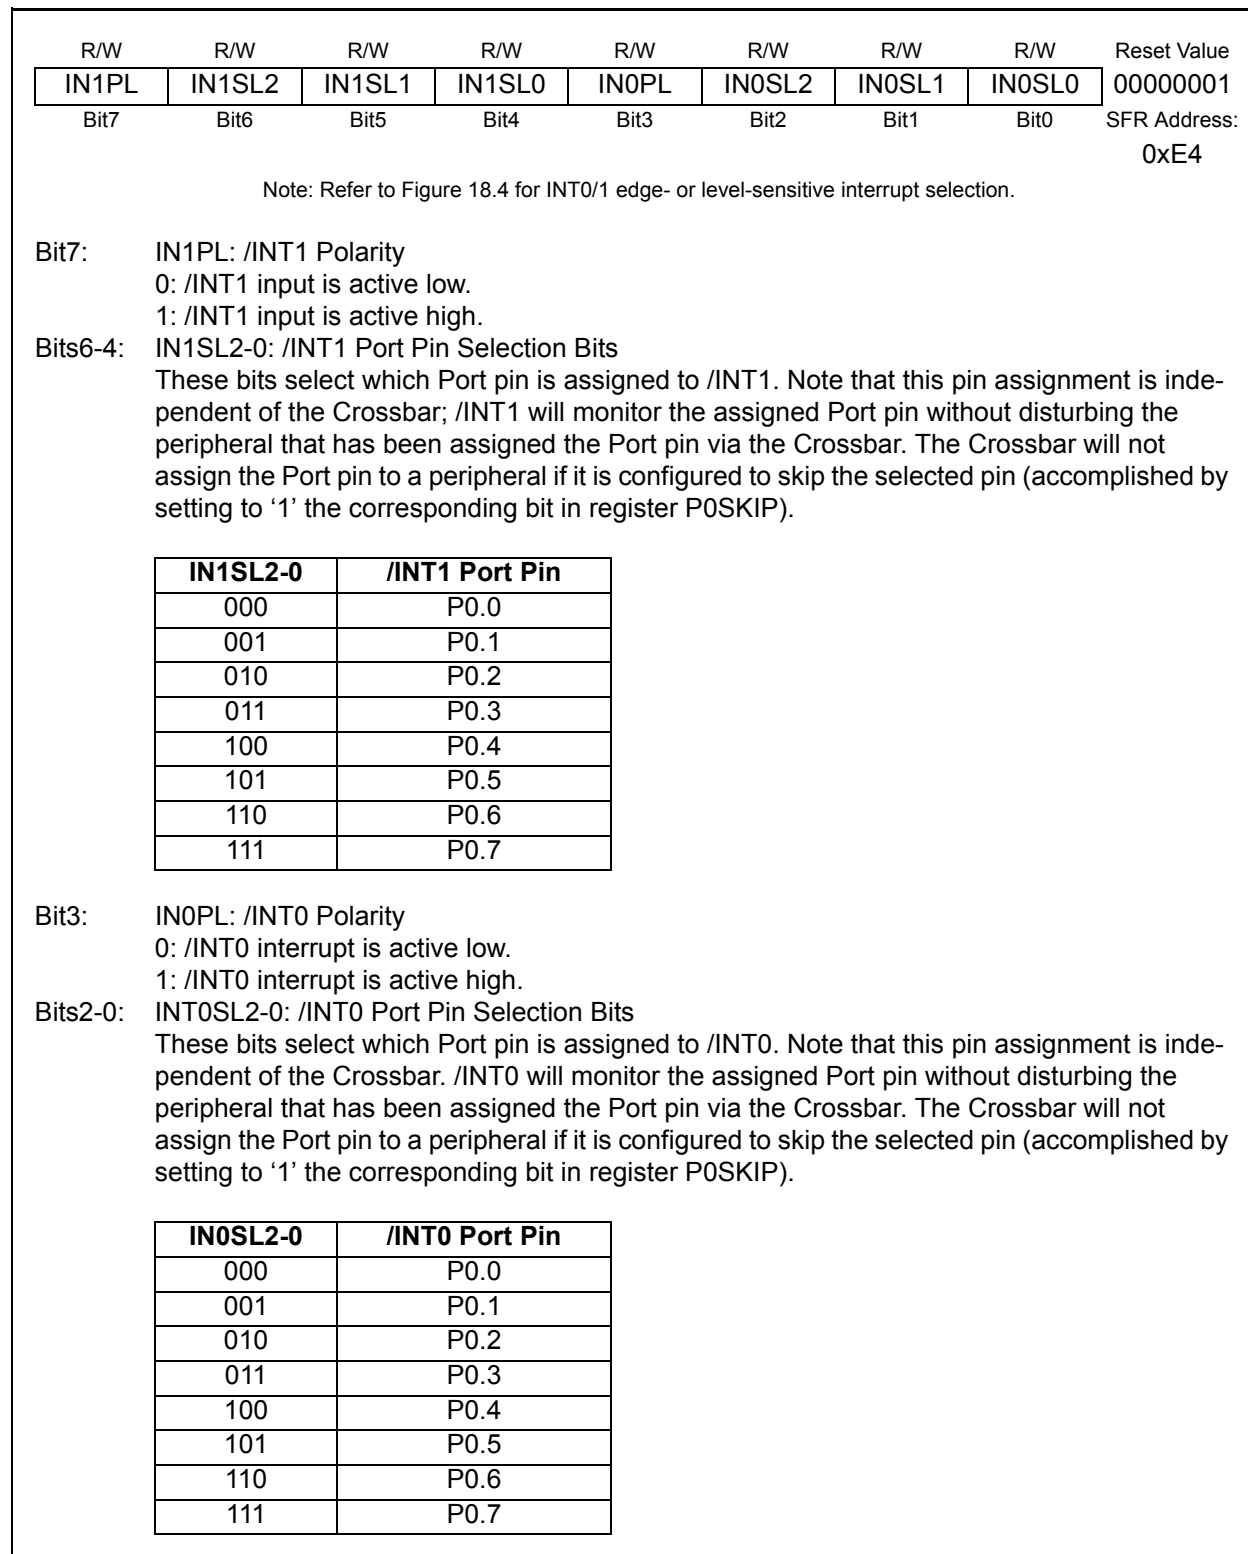 R/W R/W R/W R/W R/W R/W R/W R/W Reset Value
IN1PL IN1SL2 IN1SL1 IN1SL0 IN0PL IN0SL2 IN0SL1 IN0SL0 00000001
Bit7 Bit6 Bit5 Bit4 Bit3 Bit2 Bit1 Bit0 SFR Address:
0xE4
Note: Refer to Figure 18.4 for INT0/1 edge- or level-sensitive interrupt selection.
Bit7: IN1PL: /INT1 Polarity
0: /INT1 input is active low.
1: /INT1 input is active high.
Bits6-4: IN1SL2-0: /INT1 Port Pin Selection Bits
These bits select which Port pin is assigned to /INT1. Note that this pin assignment is inde-
pendent of the Crossbar; /INT1 will monitor the assigned Port pin without disturbing the
peripheral that has been assigned the Port pin via the Crossbar. The Crossbar will not
assign the Port pin to a peripheral if it is configured to skip the selected pin (accomplished by
setting to ‘1’ the corresponding bit in register P0SKIP).
IN1SL2-0 /INT1 Port Pin
000 P0.0
001 P0.1
010 P0.2
011 P0.3
100 P0.4
101 P0.5
110 P0.6
111 P0.7
Bit3: IN0PL: /INT0 Polarity
0: /INT0 interrupt is active low.
1: /INT0 interrupt is active high.
Bits2-0: INT0SL2-0: /INT0 Port Pin Selection Bits
These bits select which Port pin is assigned to /INT0. Note that this pin assignment is inde-
pendent of the Crossbar. /INT0 will monitor the assigned Port pin without disturbing the
peripheral that has been assigned the Port pin via the Crossbar. The Crossbar will not
assign the Port pin to a peripheral if it is configured to skip the selected pin (accomplished by
setting to ‘1’ the corresponding bit in register P0SKIP).
IN0SL2-0 /INT0 Port Pin
000 P0.0
001 P0.1
010 P0.2
011 P0.3
100 P0.4
101 P0.5
110 P0.6
111 P0.7